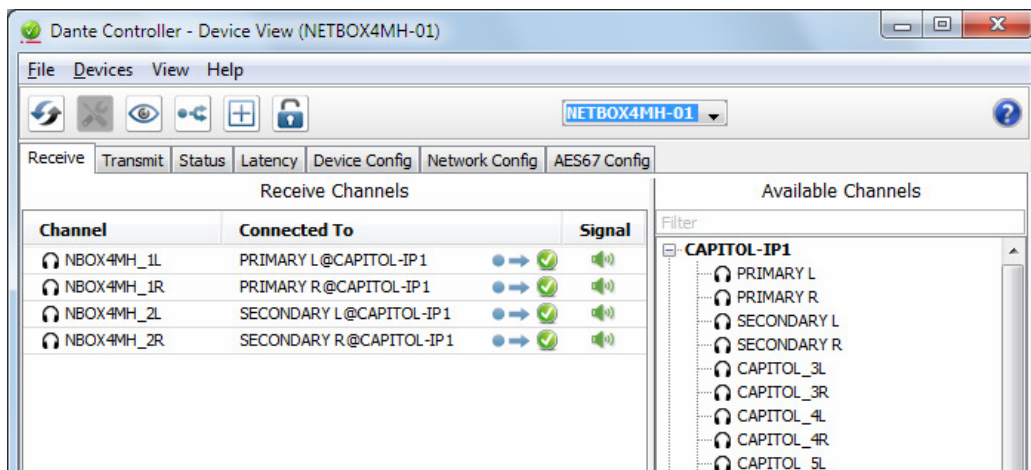 Dante Controller - Device View (NETBOX4MH-01)
File Devices View Help
NETBOX4MH-01
?
Receive Transmit Status Latency Device Config Network Config AES67 Config
Receive Channels
Channel Connected To Signal
NBOX4MH_1L PRIMARY L@CAPITOL-IP1
NBOX4MH_1R PRIMARY R@CAPITOL-IP1
NBOX4MH_2L SECONDARY L@CAPITOL-IP1
NBOX4MH_2R SECONDARY R@CAPITOL-IP1
Available Channels
Filter
CAPITOL-IP1
PRIMARY L
PRIMARY R
SECONDARY L
SECONDARY R
CAPITOL_3L
CAPITOL_3R
CAPITOL_4L
CAPITOL_4R
CAPITOL_5L